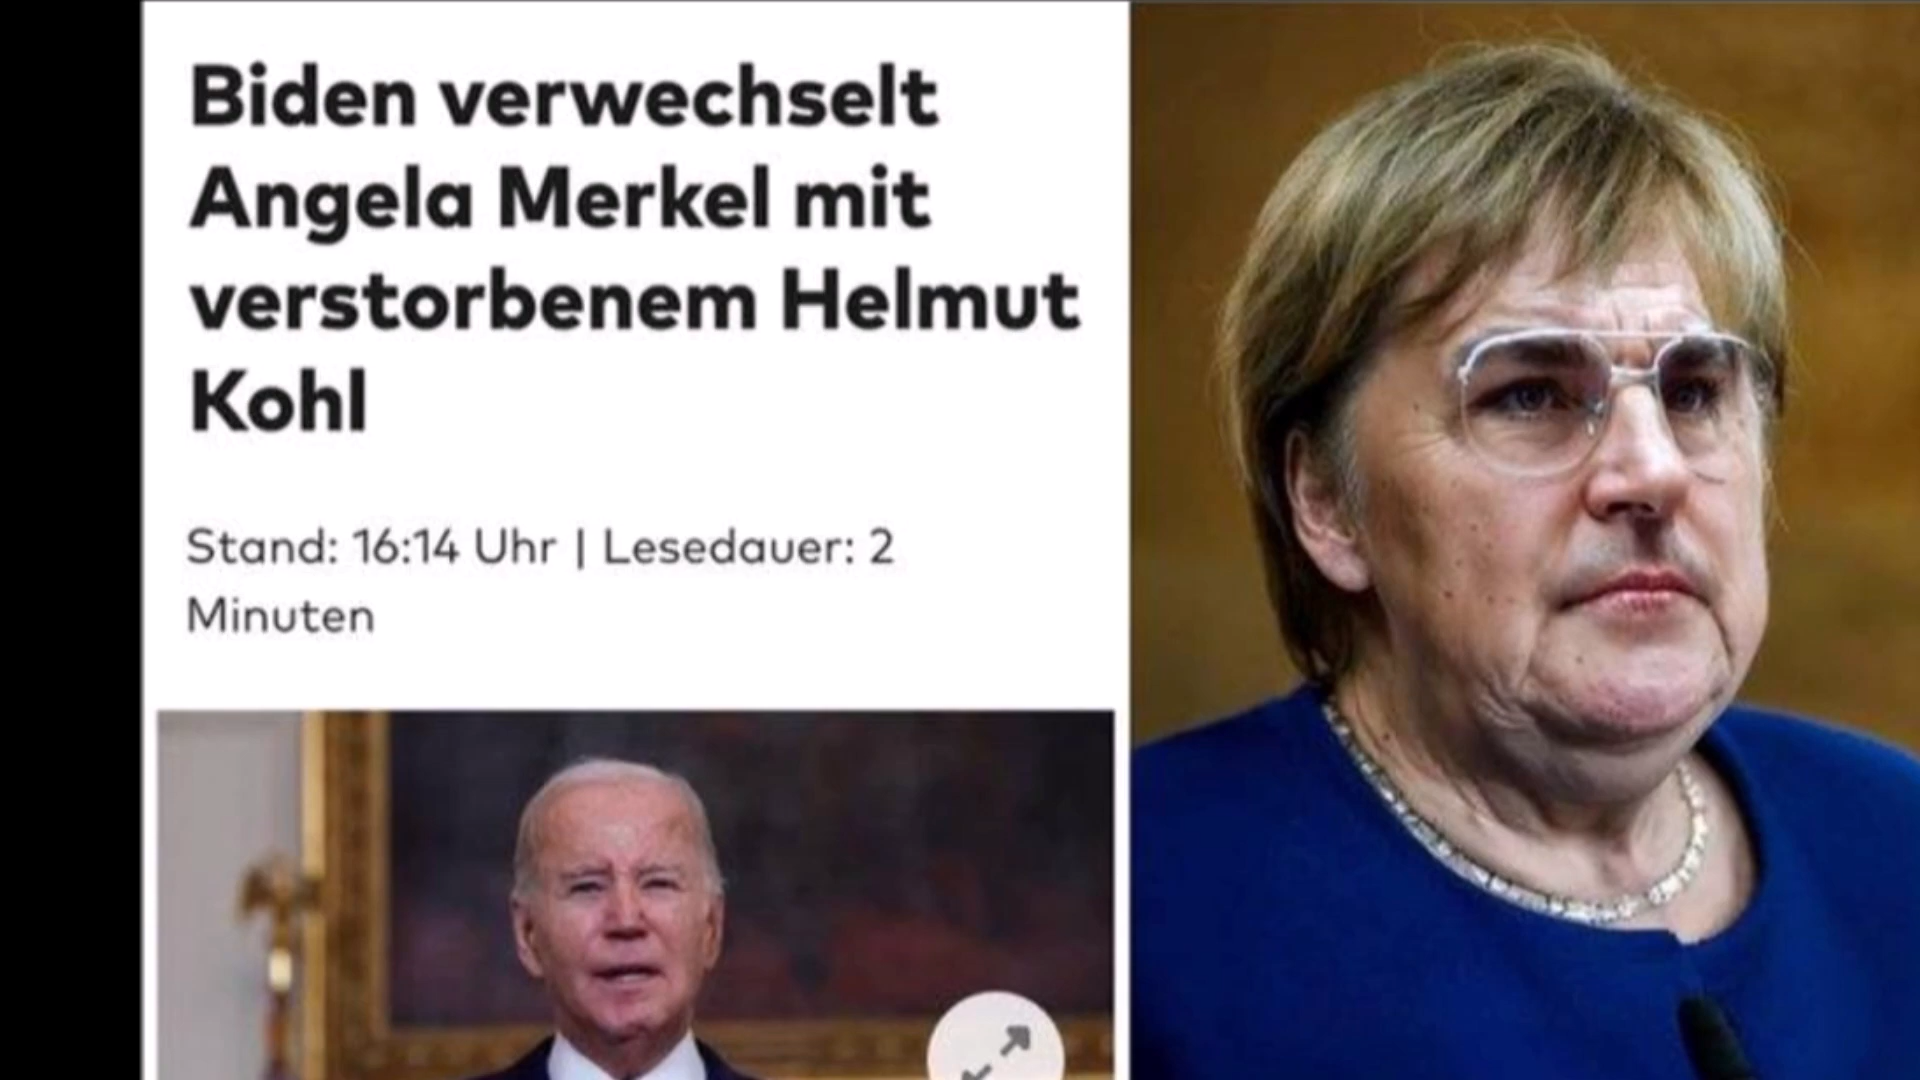 Biden verwechselt
Angela Merkel mit
verstorbenem Helmut
Kohl
Stand: 16:14 Uhr | Lesedauer: 2
Minuten